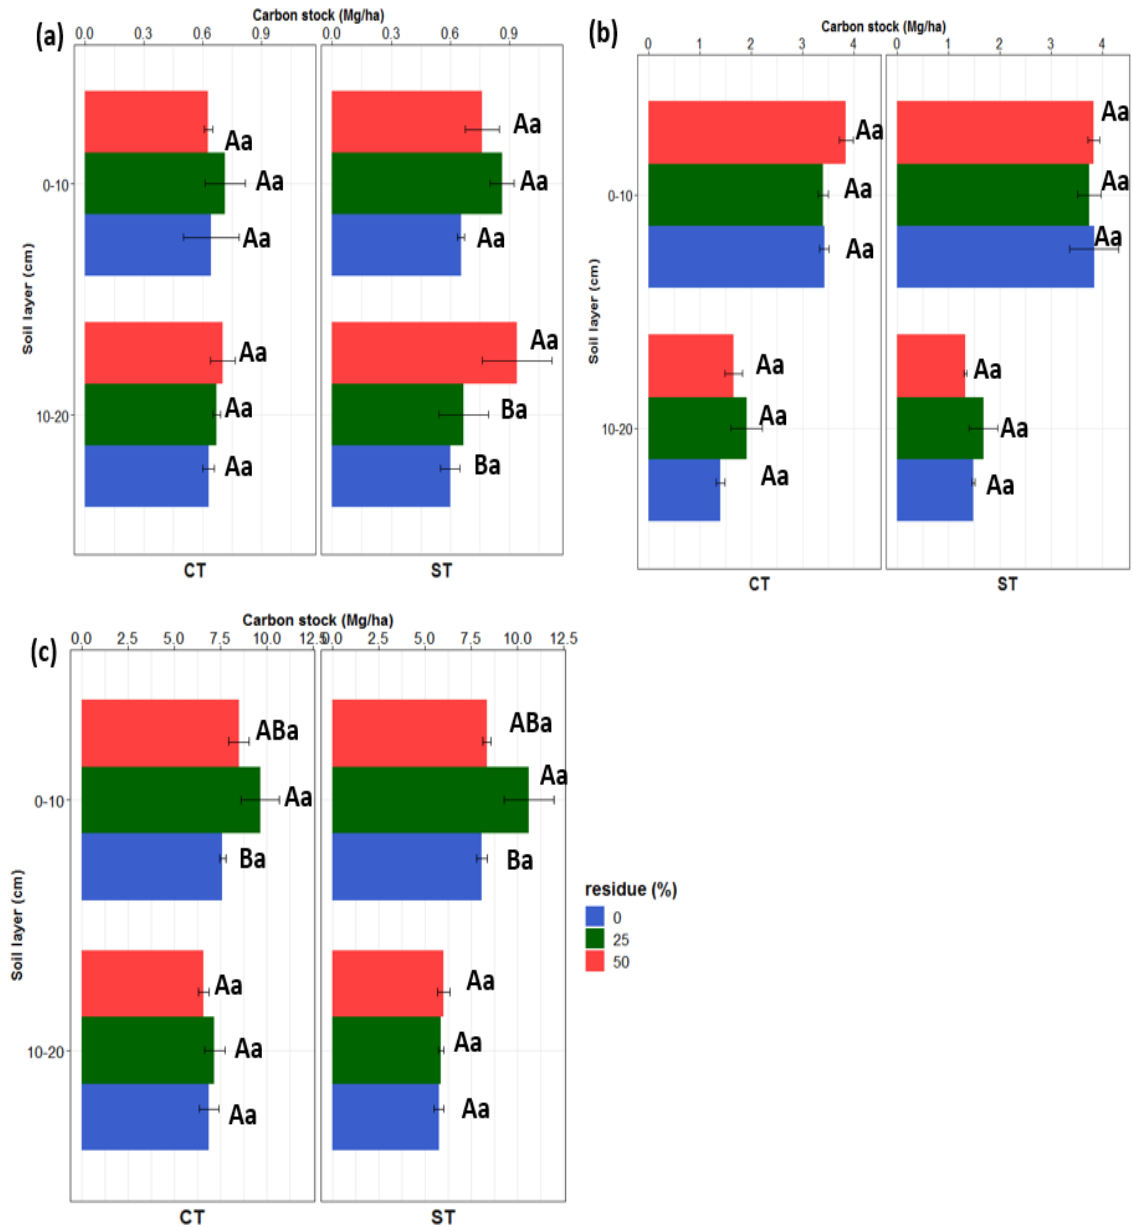 (a)
Carbon stock (Mg/ha)
0.0 0.3 0.6 0.9 0.0 0.3 0.6 0.9
Soil layer (cm)
0-10
10-20
Aa Aa
Aa Aa
Aa Aa
Aa Aa
Aa Ba
Aa Ba
CT ST
(b)
Carbon stock (Mg/ha)
0 1 2 3 4 0 1 2 3 4
Soil layer (cm)
0-10
10-20
Aa Aa
Aa Aa
Aa Aa
Aa Aa
Aa Aa
Aa Aa
CT ST
(c)
Carbon stock (Mg/ha)
0.0 2.5 5.0 7.5 10.0 12.5 0.0 2.5 5.0 7.5 10.0 12.5
Soil layer (cm)
0-10
10-20
ABa ABa
Aa Aa
Ba Ba
Aa Aa
Aa Aa
Aa Aa
CT ST
residue (%)
0
25
50